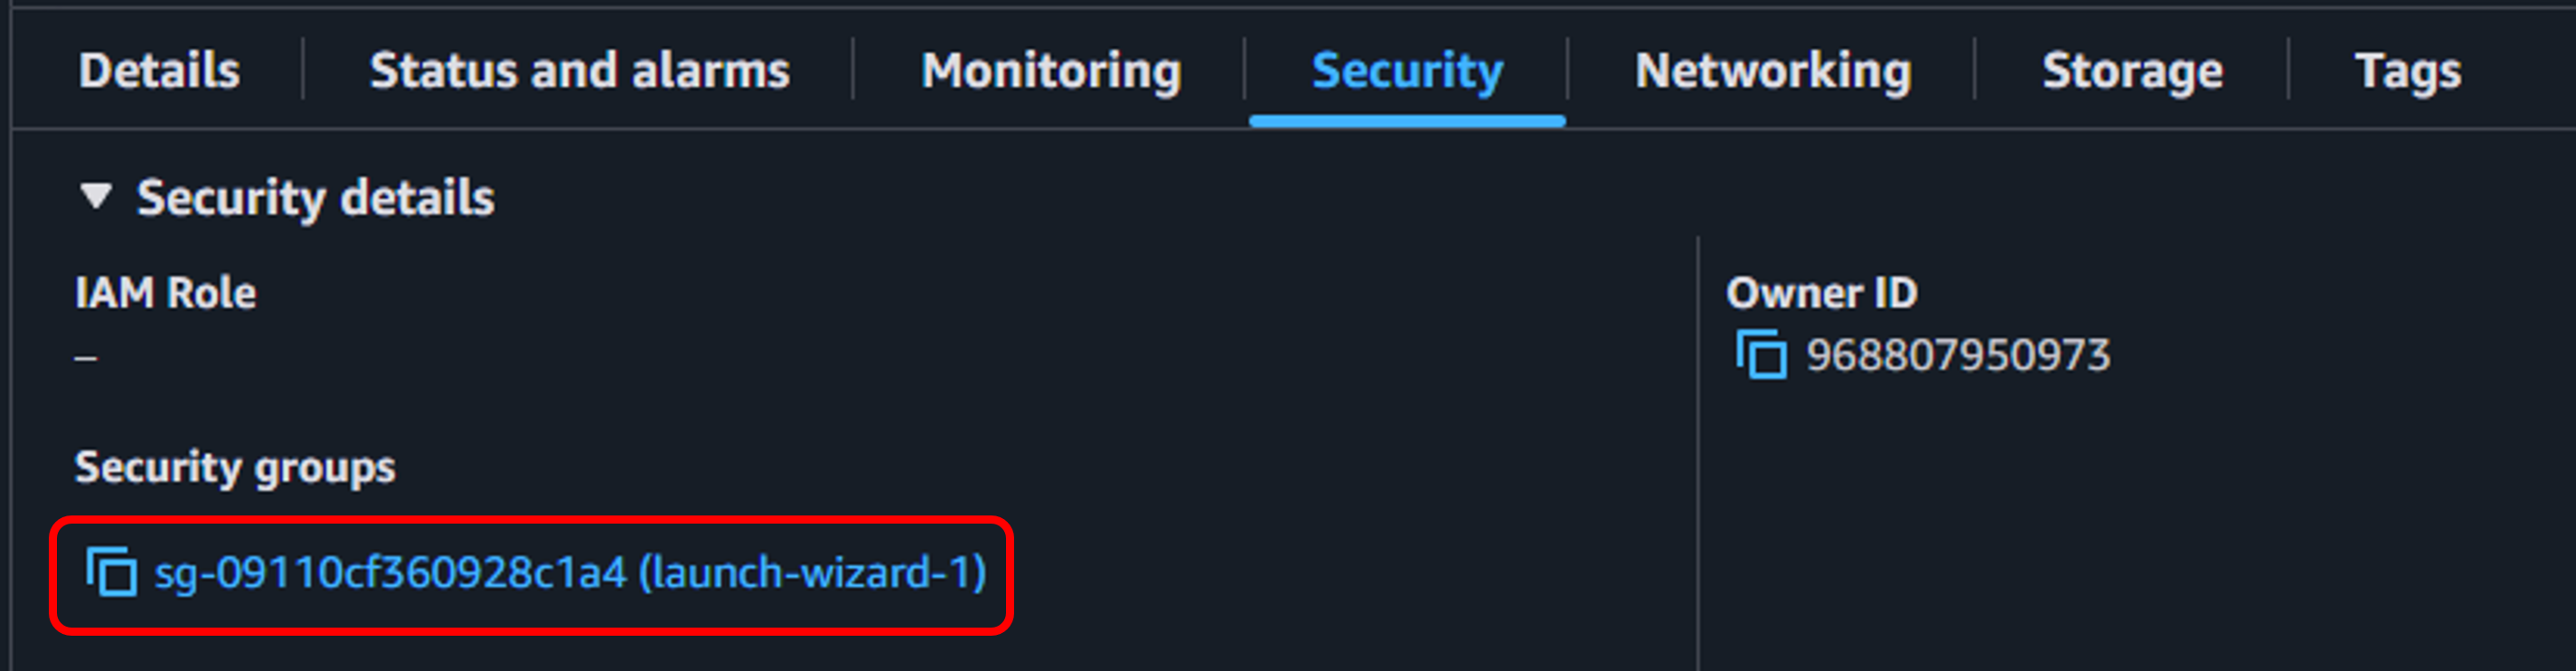 Details Status and alarms Monitoring Security Networking Storage Tags
Security details
IAM Role
–
Owner ID
968807950973
Security groups
sg-09110cf360928c1a4 (launch-wizard-1)